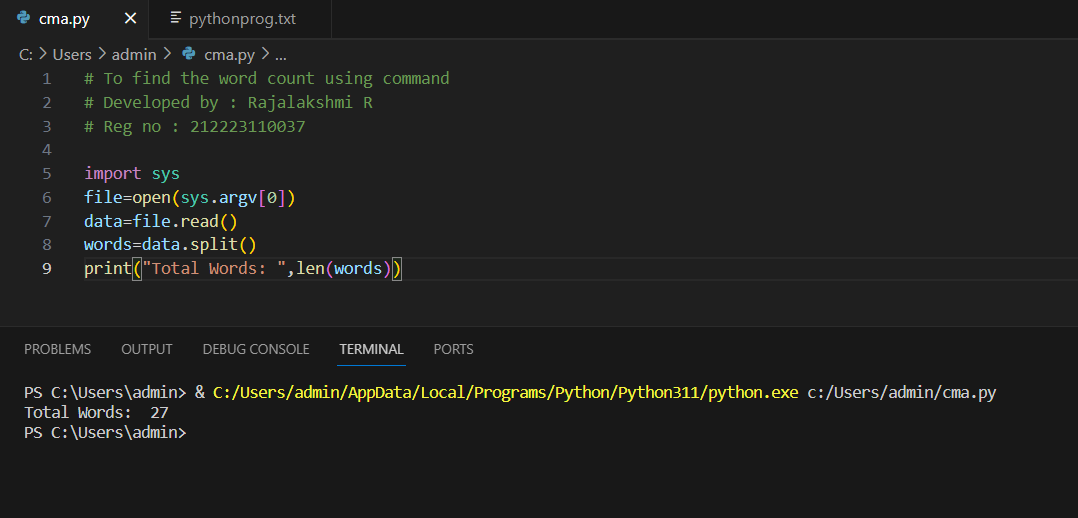 cma.py pythonprog.txt
C: > Users > admin > cma.py > ...
1 # To find the word count using command
2 # Developed by : Rajalakshmi R
3 # Reg no : 212223110037
4
5 import sys
6 file=open(sys.argv[0])
7 data=file.read()
8 words=data.split()
9 print("Total Words: ",len(words))
PROBLEMS OUTPUT DEBUG CONSOLE TERMINAL PORTS
PS C:\Users\admin> & C:/Users/admin/AppData/Local/Programs/Python/Python311/python.exe c:/Users/admin/cma.py
Total Words:  27
PS C:\Users\admin>